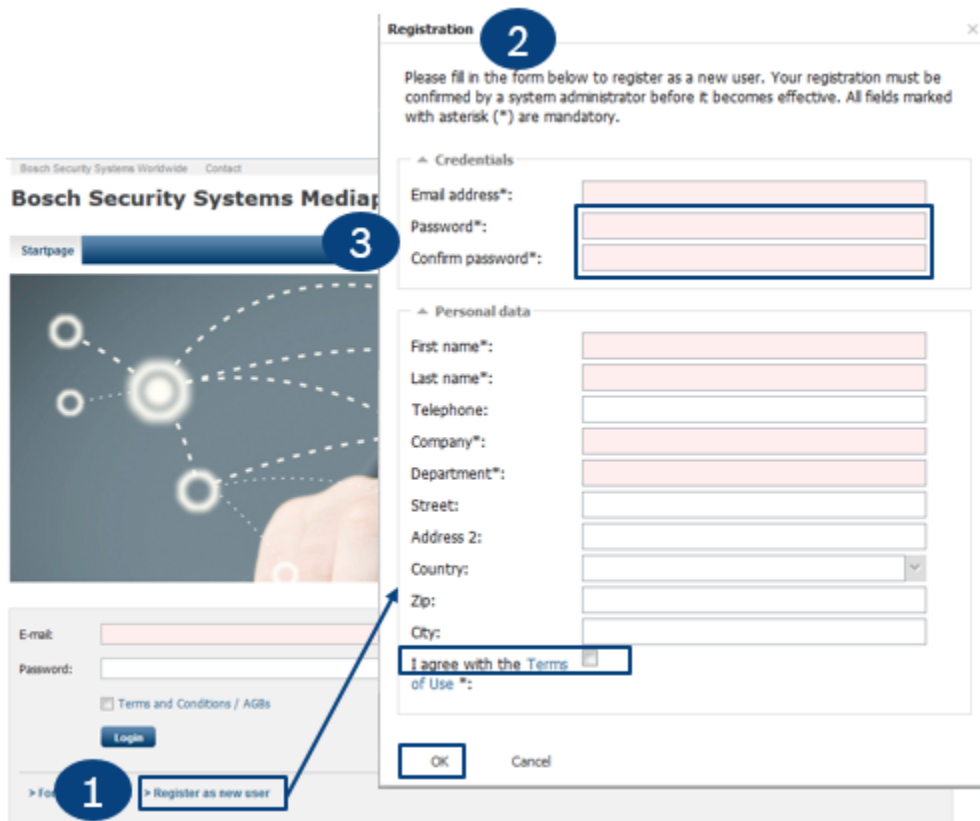 Registration
2
Please fill in the form below to register as a new user. Your registration must be
confirmed by a system administrator before it becomes effective. All fields marked
with asterisk (*) are mandatory.
Credentials
Email address*:
Password*:
Confirm password*:
Personal data
First name*:
Last name*:
Telephone:
Company*:
Department*:
Street:
Address 2:
Country:
Zip:
City:
I agree with the Terms
of Use *:
OK Cancel
Bosch Security Systems Worldwide Contact
Bosch Security Systems
3
Startpage
E-mail:
Password:
Terms and Conditions / AGBs
Login
1
> Register as new user